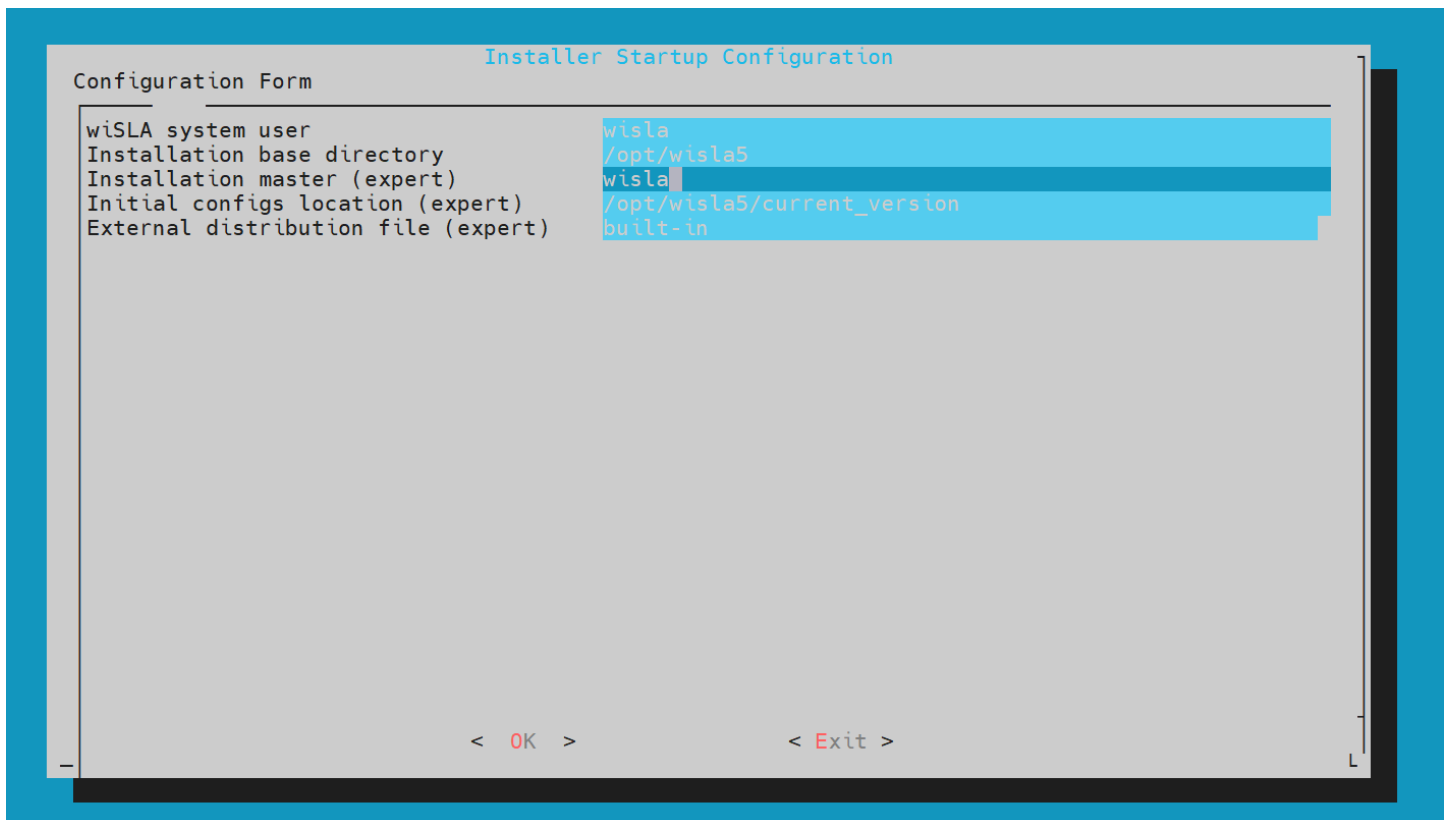 Installer Startup Configuration
Configuration Form
wiSLA system user wisla
Installation base directory /opt/wisla5
Installation master (expert) wisla
Initial configs location (expert) /opt/wisla5/current_version
External distribution file (expert) built-in
< OK > < Exit >